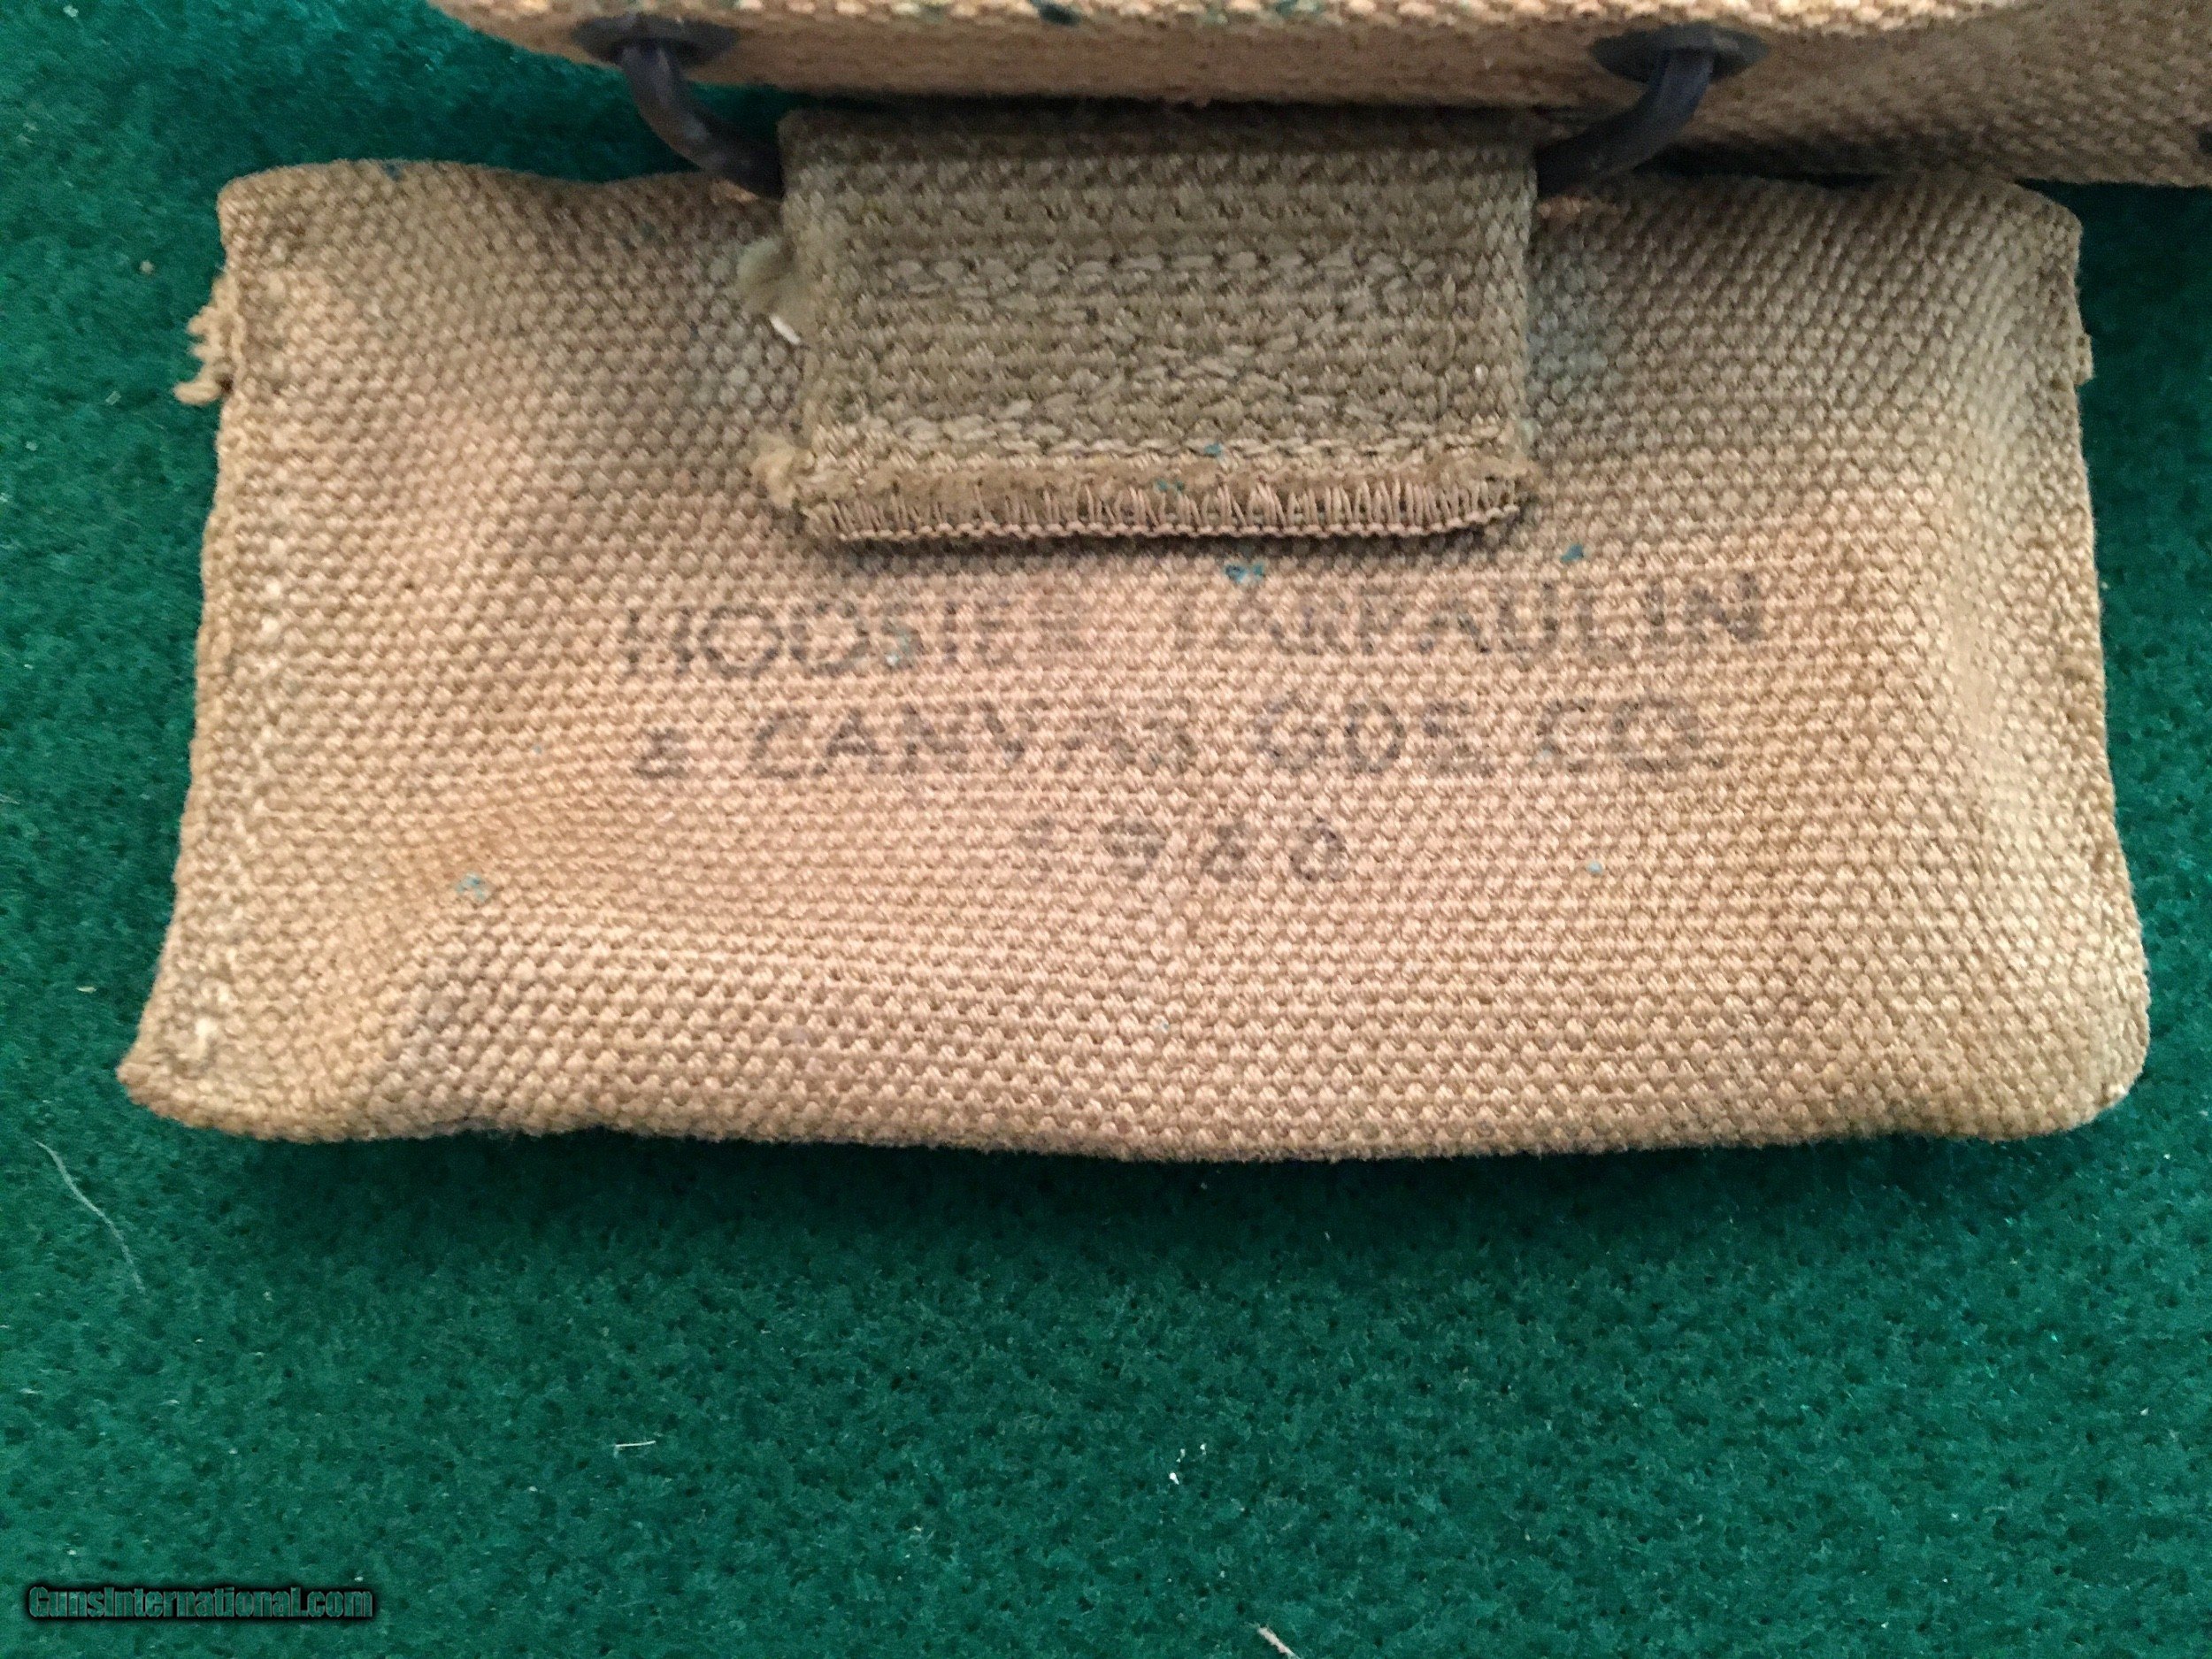 HOOSIER TARPAULIN
& CANVAS GDS. CO.
GunsInternational.com